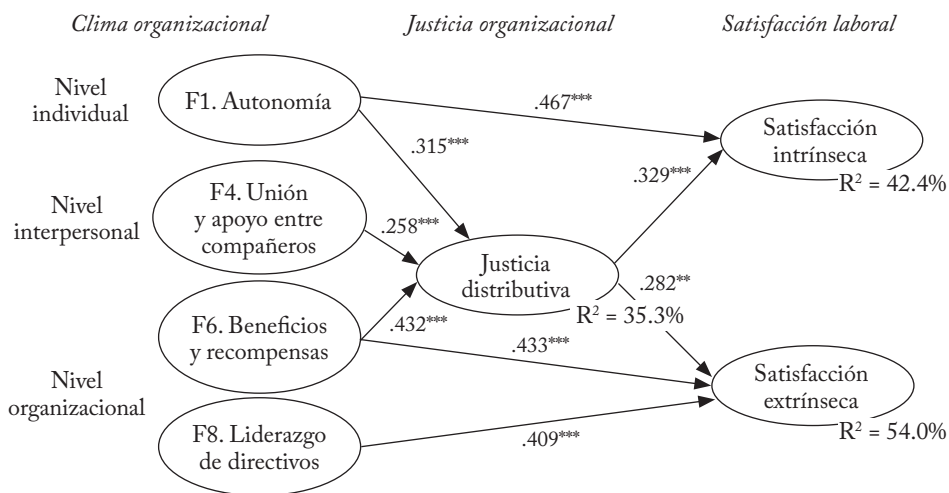 Clima organizacional
Justicia organizacional
Satisfacción laboral
Nivel
individual
F1. Autonomía
.467***
Satisfacción
intrínseca
R² = 42.4%
.315***
.329***
Nivel
interpersonal
F4. Unión
y apoyo entre
compañeros
.258***
Justicia
distributiva
R² = 35.3%
.282**
F6. Beneficios
y recompensas
.432***
.433***
Nivel
organizacional
Satisfacción
extrínseca
R² = 54.0%
F8. Liderazgo
de directivos
.409***